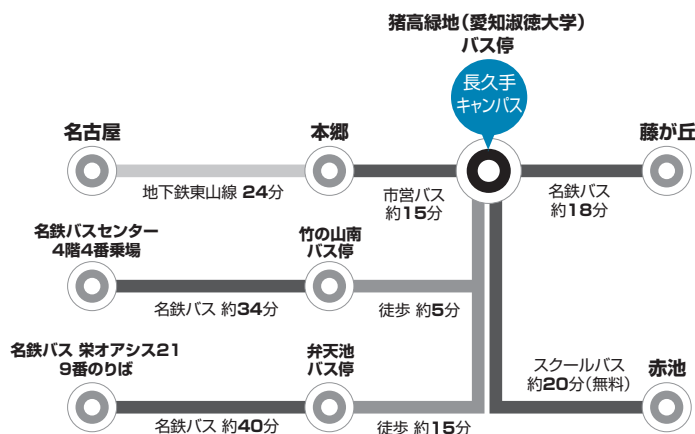 猪高緑地(愛知淑徳大学)
バス停
長久手
キャンパス
名古屋
本郷
藤が丘
地下鉄東山線 24分
市営バス
約15分
名鉄バス
約18分
名鉄バスセンター
4階4番乗場
竹の山南
バス停
名鉄バス 約34分
徒歩 約5分
名鉄バス 栄オアシス21
9番のりば
弁天池
バス停
スクールバス
約20分(無料)
赤池
名鉄バス 約40分
徒歩 約15分